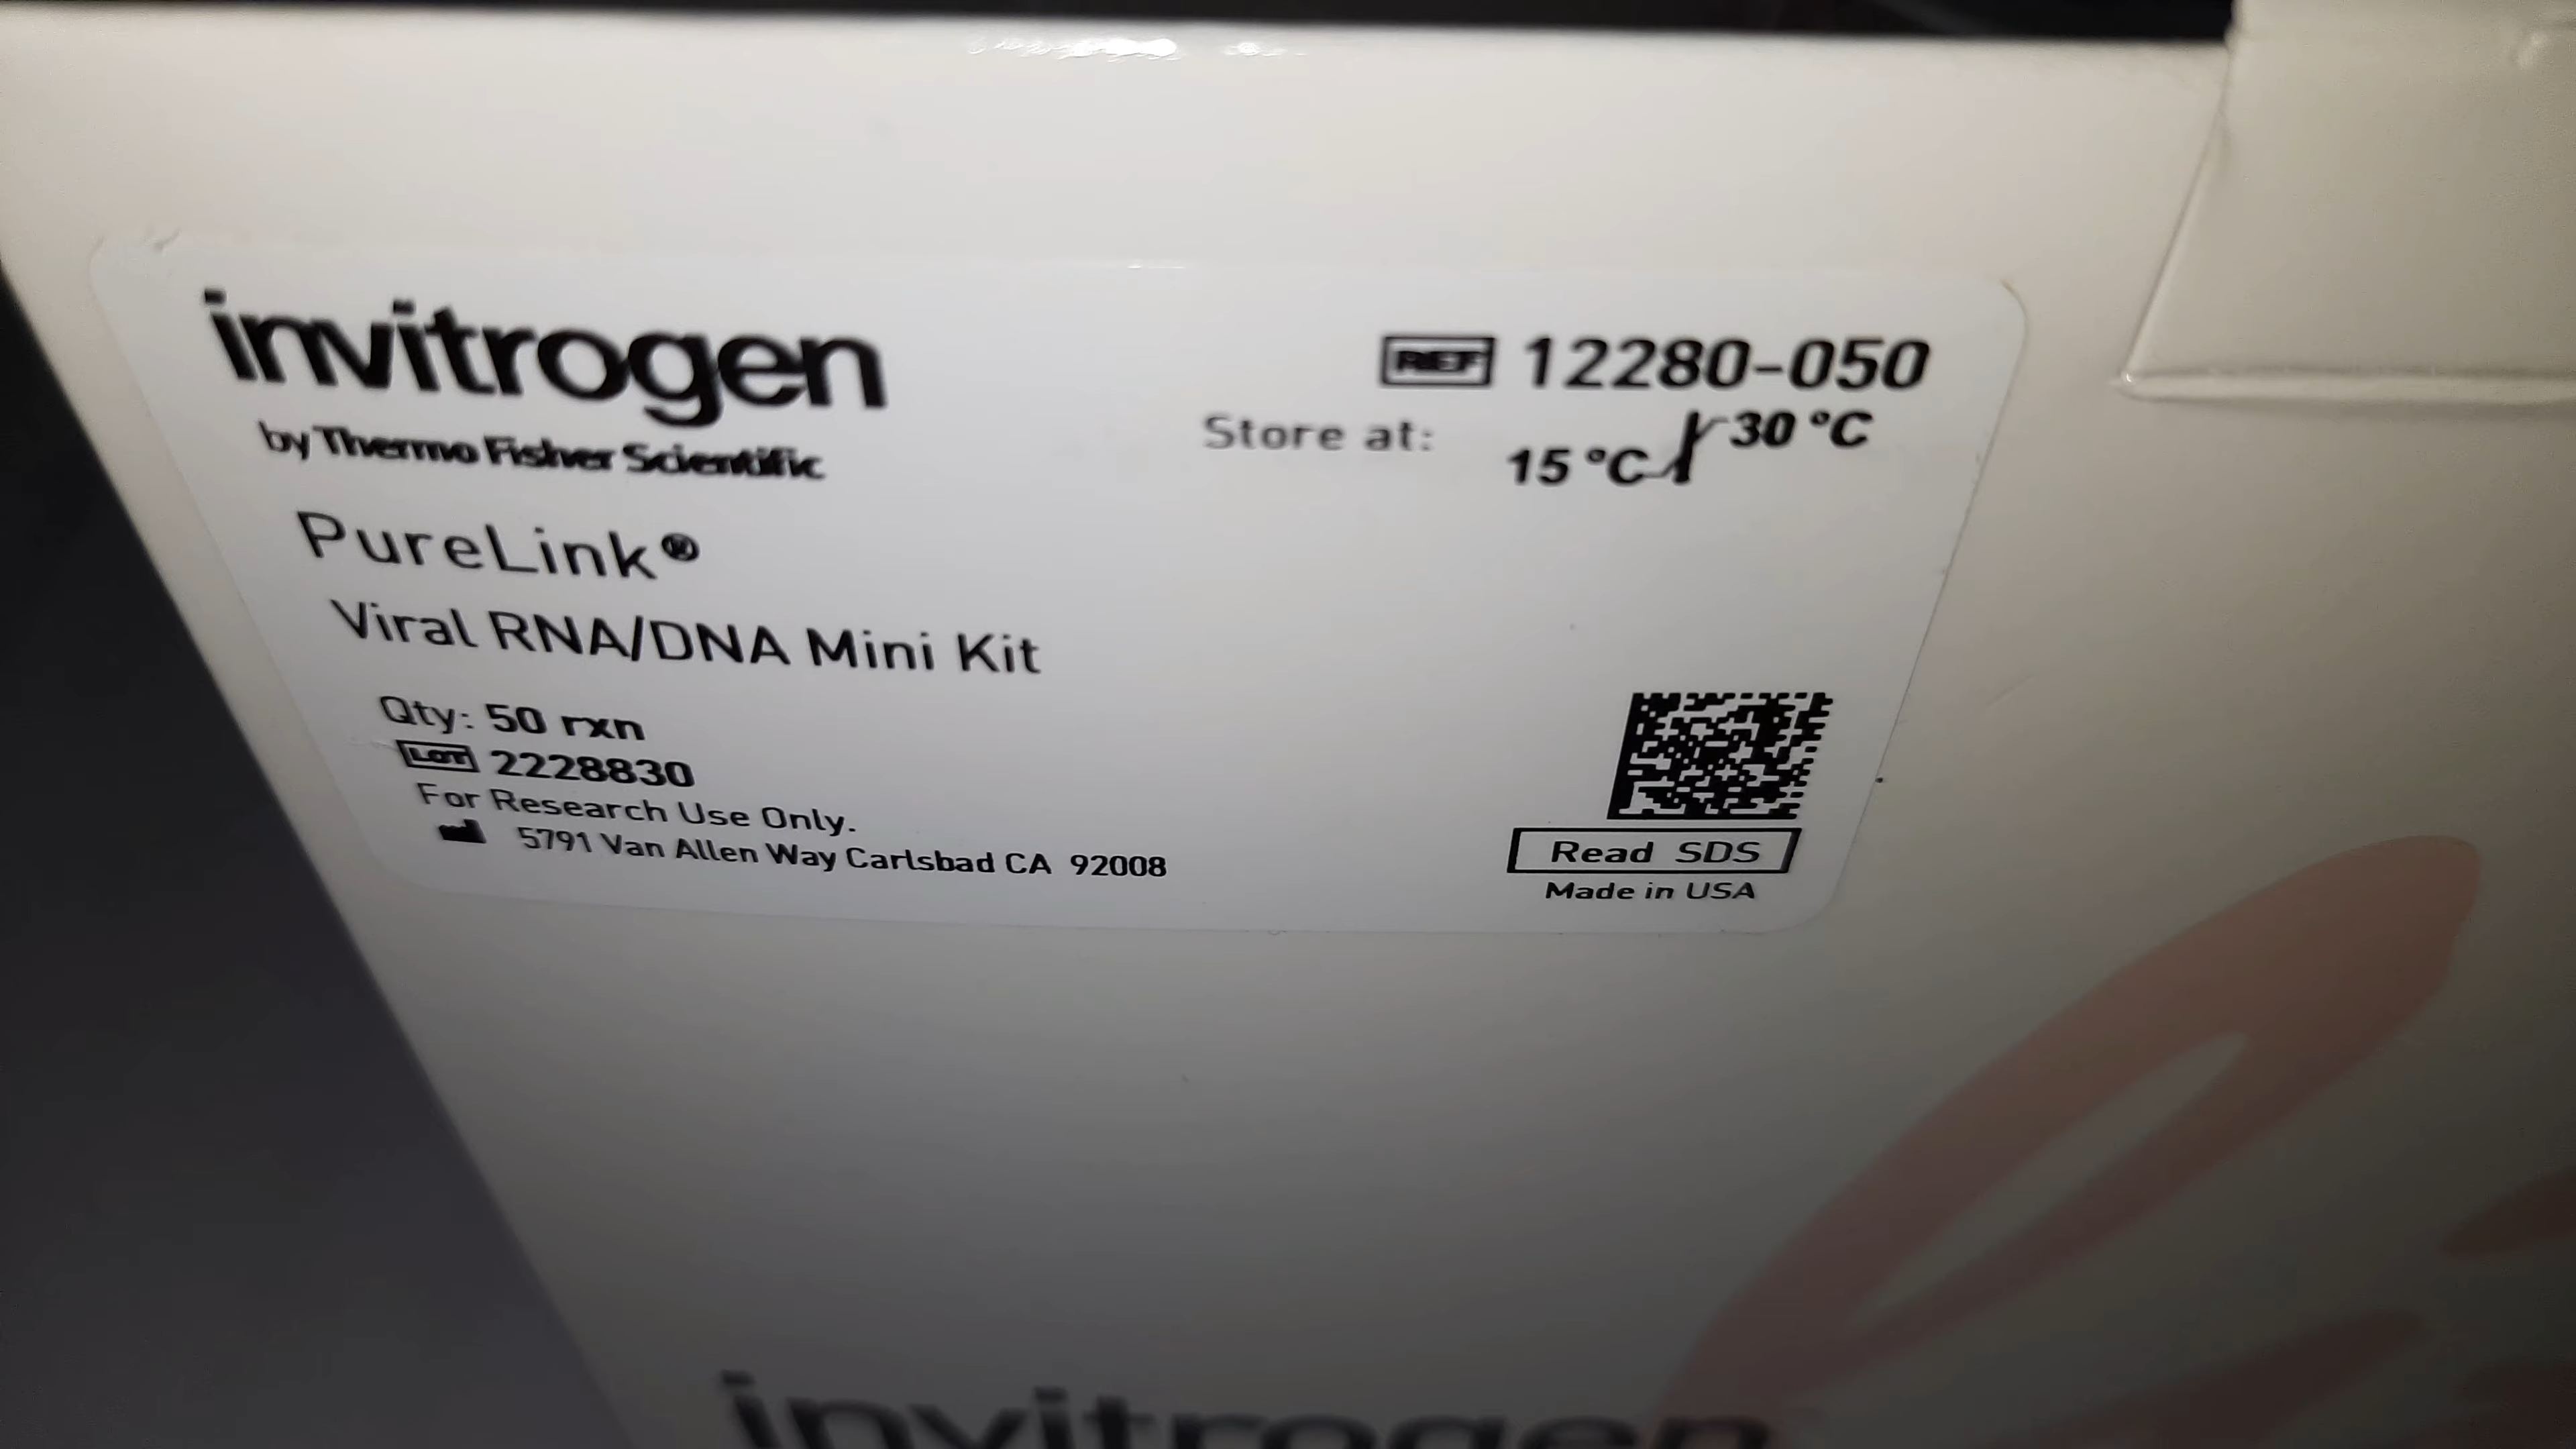 invitrogen
by Thermo Fisher Scientific
REF 12280-050
Store at: 15 °C 30 °C
PureLink®
Viral RNA/DNA Mini Kit
Qty: 50 rxn
LOT 2228830
For Research Use Only.
5791 Van Allen Way Carlsbad CA 92008
Read SDS
Made in USA
invitrogen